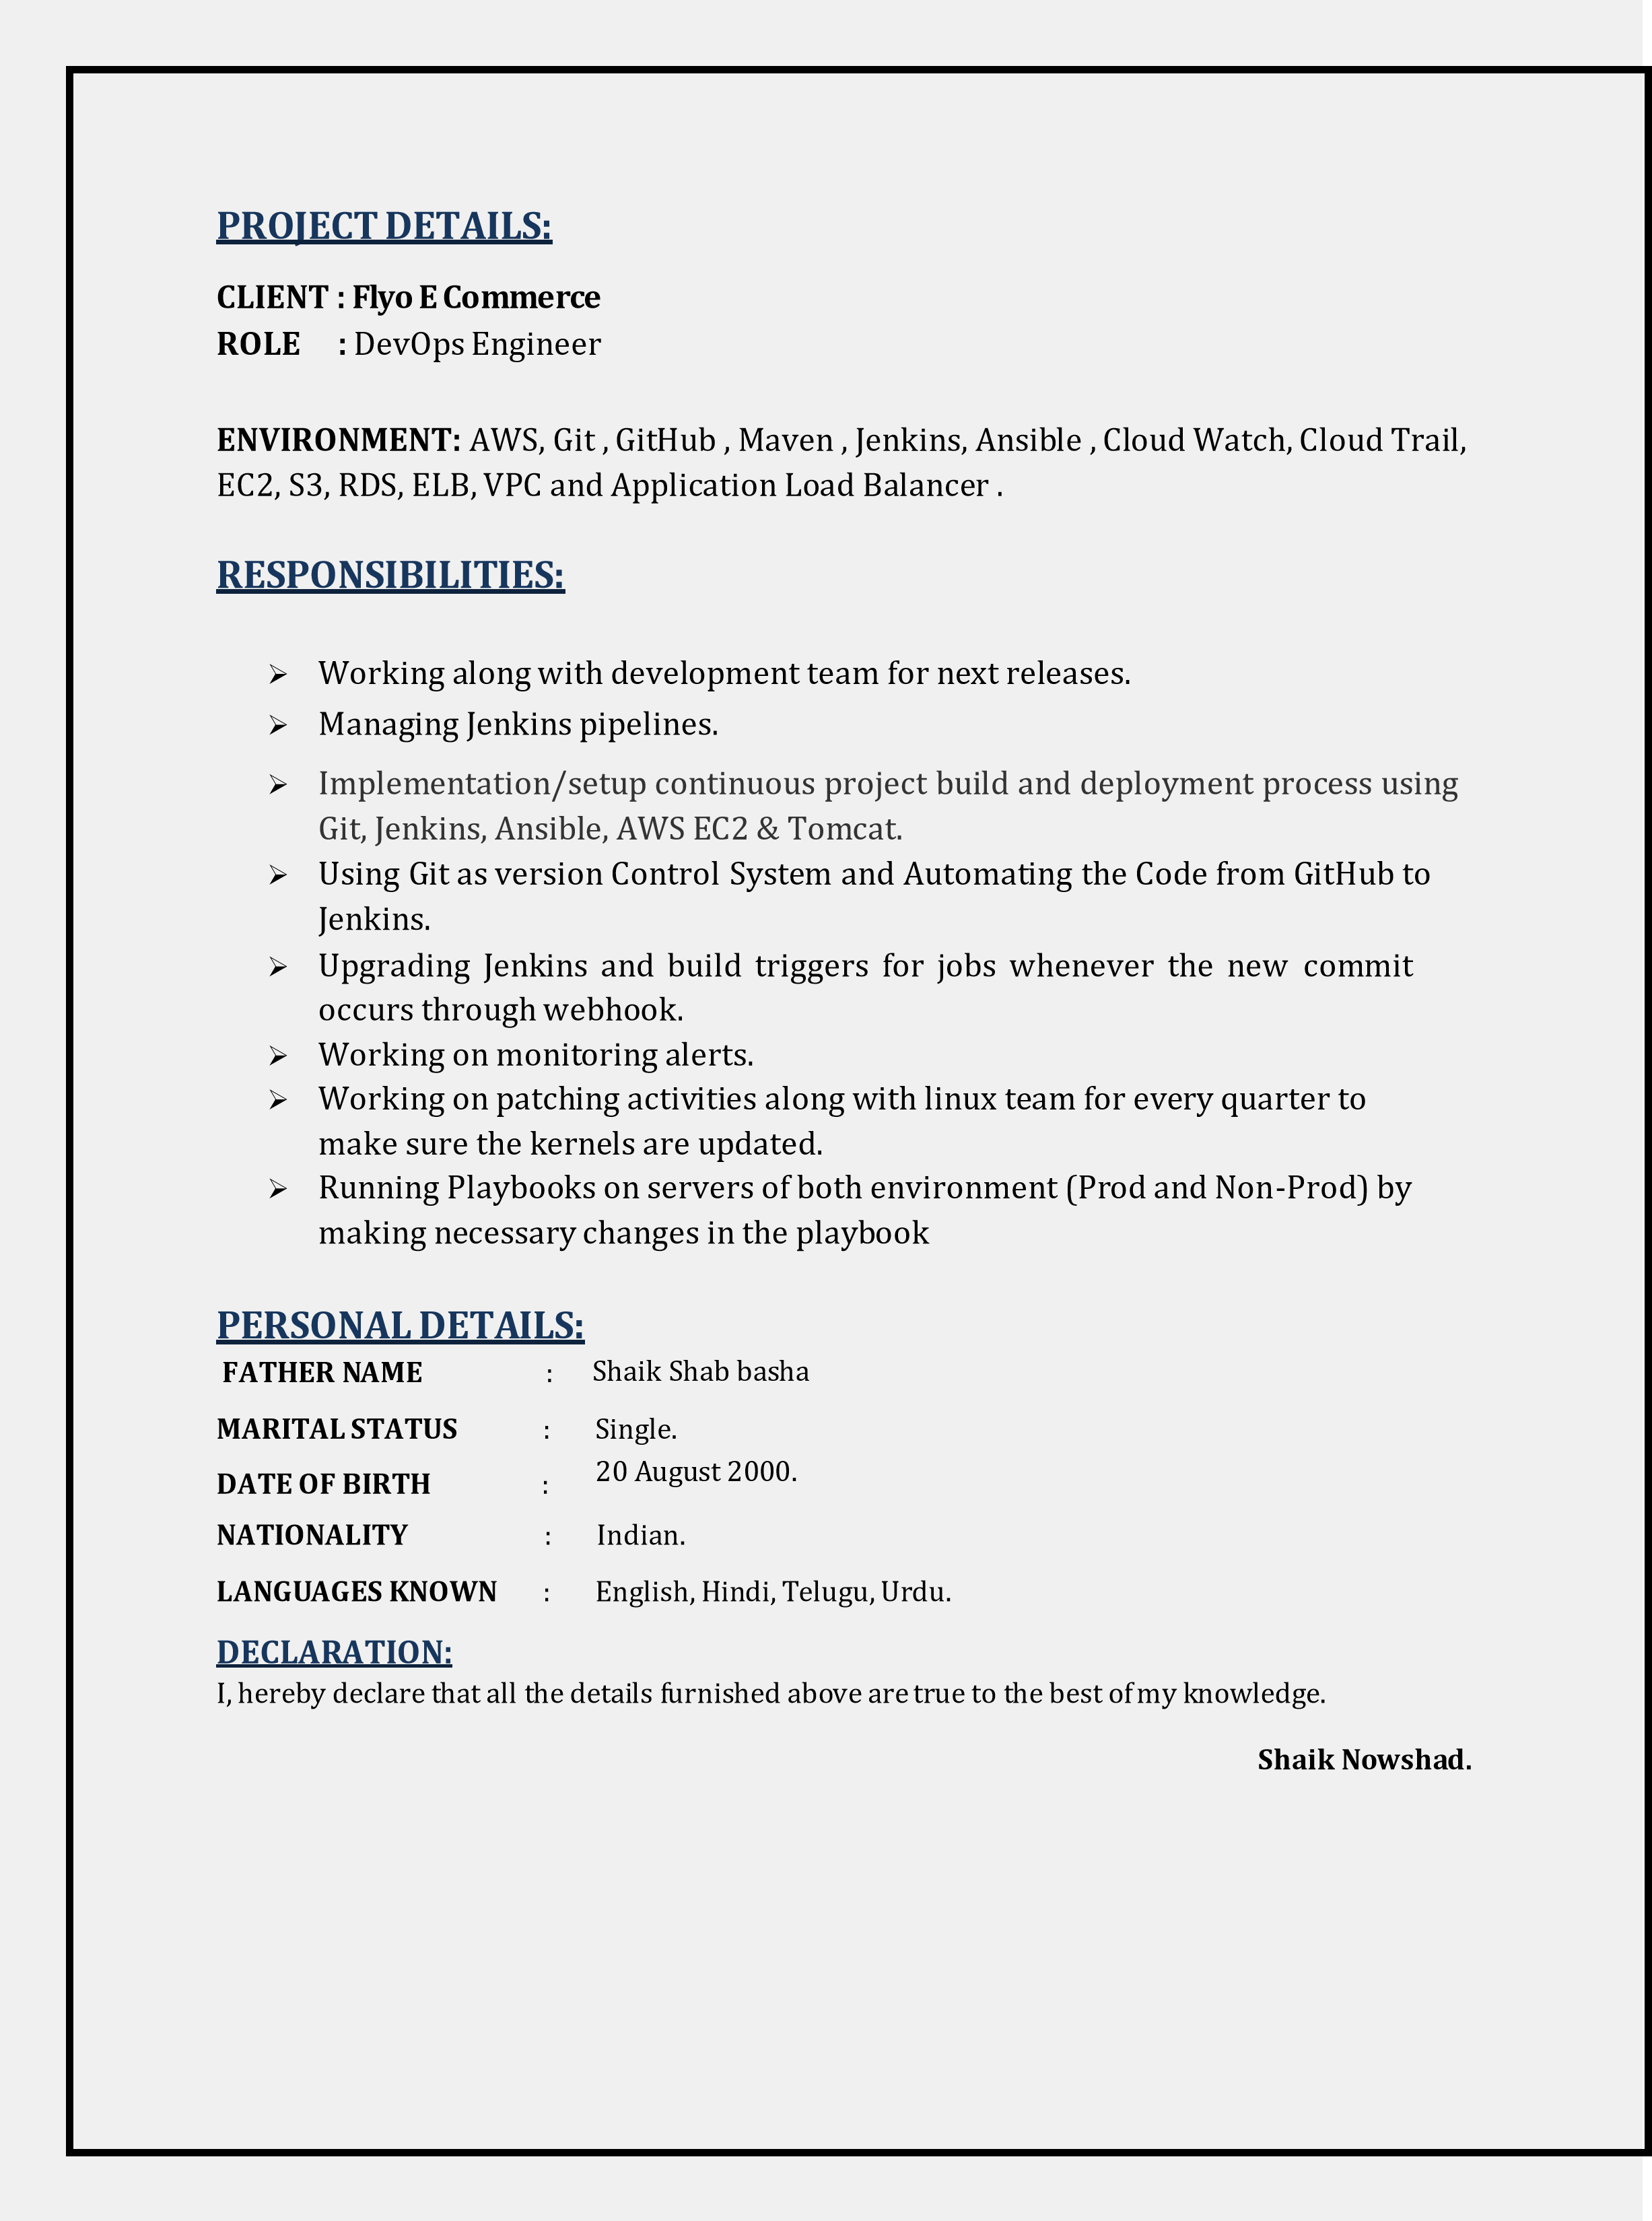 PROJECT DETAILS:
CLIENT : Flyo E Commerce
ROLE : DevOps Engineer
ENVIRONMENT: AWS, Git , GitHub , Maven , Jenkins, Ansible , Cloud Watch, Cloud Trail,
EC2, S3, RDS, ELB, VPC and Application Load Balancer .
RESPONSIBILITIES:
➢ Working along with development team for next releases.
➢ Managing Jenkins pipelines.
➢ Implementation/setup continuous project build and deployment process using
Git, Jenkins, Ansible, AWS EC2 & Tomcat.
➢ Using Git as version Control System and Automating the Code from GitHub to
Jenkins.
➢ Upgrading Jenkins and build triggers for jobs whenever the new commit
occurs through webhook.
➢ Working on monitoring alerts.
➢ Working on patching activities along with linux team for every quarter to
make sure the kernels are updated.
➢ Running Playbooks on servers of both environment (Prod and Non-Prod) by
making necessary changes in the playbook
PERSONAL DETAILS:
FATHER NAME : Shaik Shab basha
MARITAL STATUS : Single.
DATE OF BIRTH : 20 August 2000.
NATIONALITY : Indian.
LANGUAGES KNOWN : English, Hindi, Telugu, Urdu.
DECLARATION:
I, hereby declare that all the details furnished above are true to the best of my knowledge.
Shaik Nowshad.